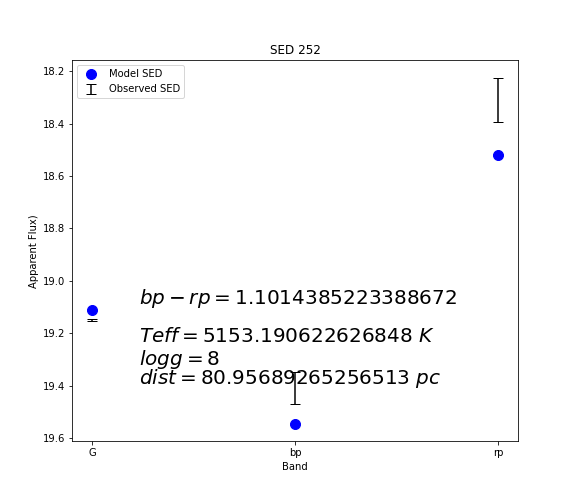 SED 252
Model SED
Observed SED
18.2
18.4
18.6
18.8
19.0
19.2
19.4
19.6
Apparent Flux)
bp − rp = 1.1014385223388672
Teff = 5153.190622626848 K
logg = 8
dist = 80.95689265256513 pc
G
bp
rp
Band